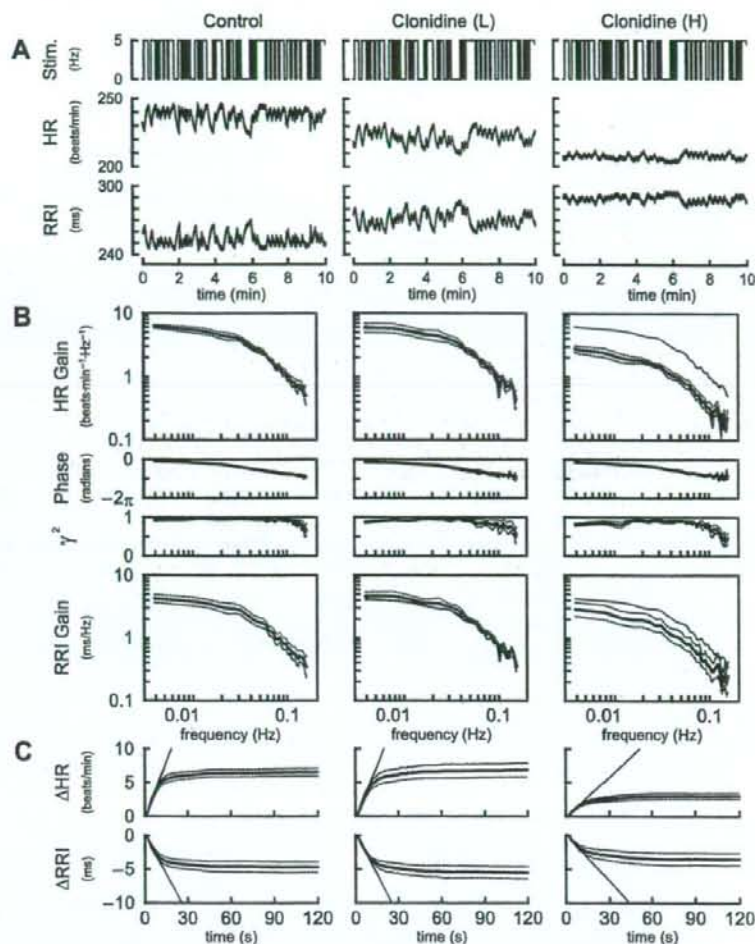 Control Clonidine (L) Clonidine (H)
A
Stim. (Hz)
5
0
HR (beats/min)
250
200
RRI (ms)
300
240
0 2 4 6 8 10 0 2 4 6 8 10 0 2 4 6 8 10
time (min) time (min) time (min)
B
HR Gain (beats·min⁻¹·Hz⁻¹)
10
1
0.1
Phase (radians)
0
−2π
γ²
1
0
RRI Gain (ms/Hz)
10
1
0.1
0.01 0.1 0.01 0.1 0.01 0.1
frequency (Hz) frequency (Hz) frequency (Hz)
C
ΔHR (beats/min)
10
5
0
ΔRRI (ms)
0
−5
−10
0 30 60 90 120 0 30 60 90 120 0 30 60 90 120
time (s) time (s) time (s)